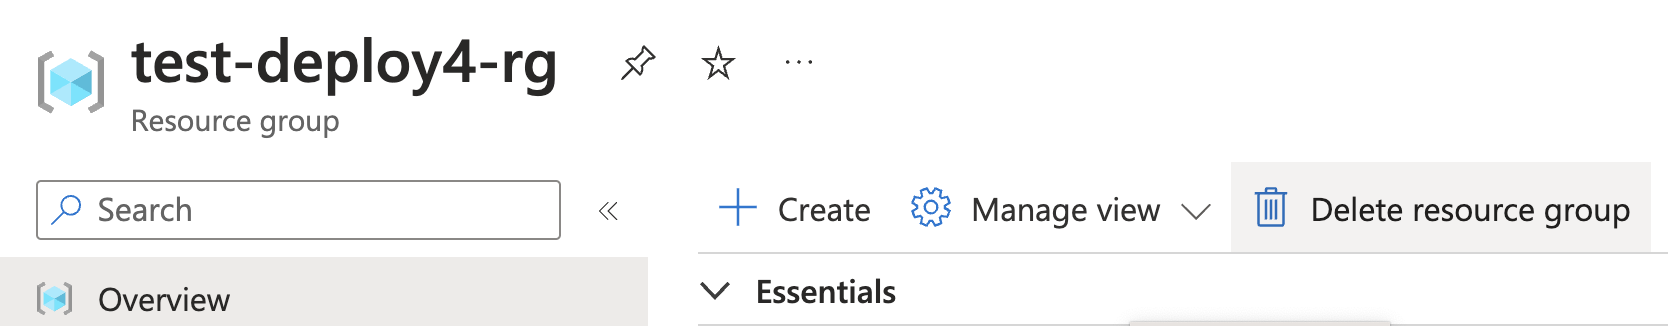 test-deploy4-rg
Resource group
Search
Create Manage view Delete resource group
Overview
Essentials